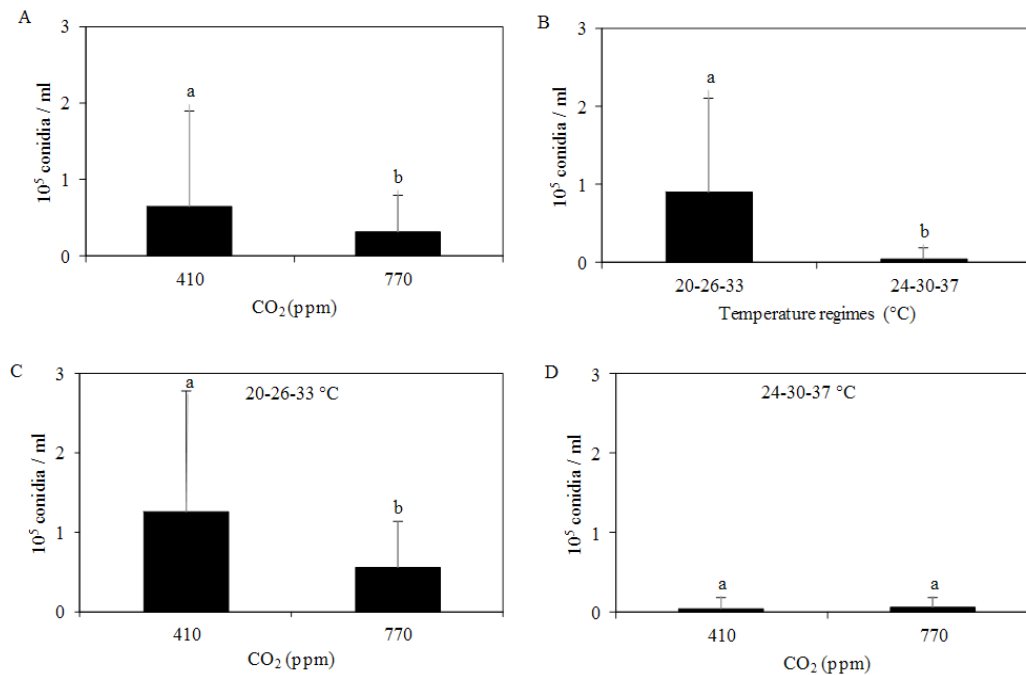 A
3
2
1
0
10⁵ conidia / ml
a
b
410
770
CO₂ (ppm)
B
3
2
1
0
10⁵ conidia / ml
a
b
20-26-33
24-30-37
Temperature regimes (°C)
C
3
2
1
0
10⁵ conidia / ml
20-26-33 °C
a
b
410
770
CO₂ (ppm)
D
3
2
1
0
10⁵ conidia / ml
24-30-37 °C
a
a
410
770
CO₂ (ppm)